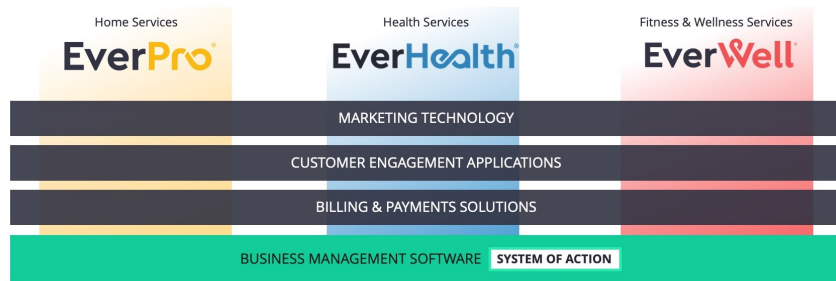 Home Services
EverPro®
Health Services
EverHealth®
Fitness & Wellness Services
EverWell®
MARKETING TECHNOLOGY
CUSTOMER ENGAGEMENT APPLICATIONS
BILLING & PAYMENTS SOLUTIONS
BUSINESS MANAGEMENT SOFTWARE SYSTEM OF ACTION